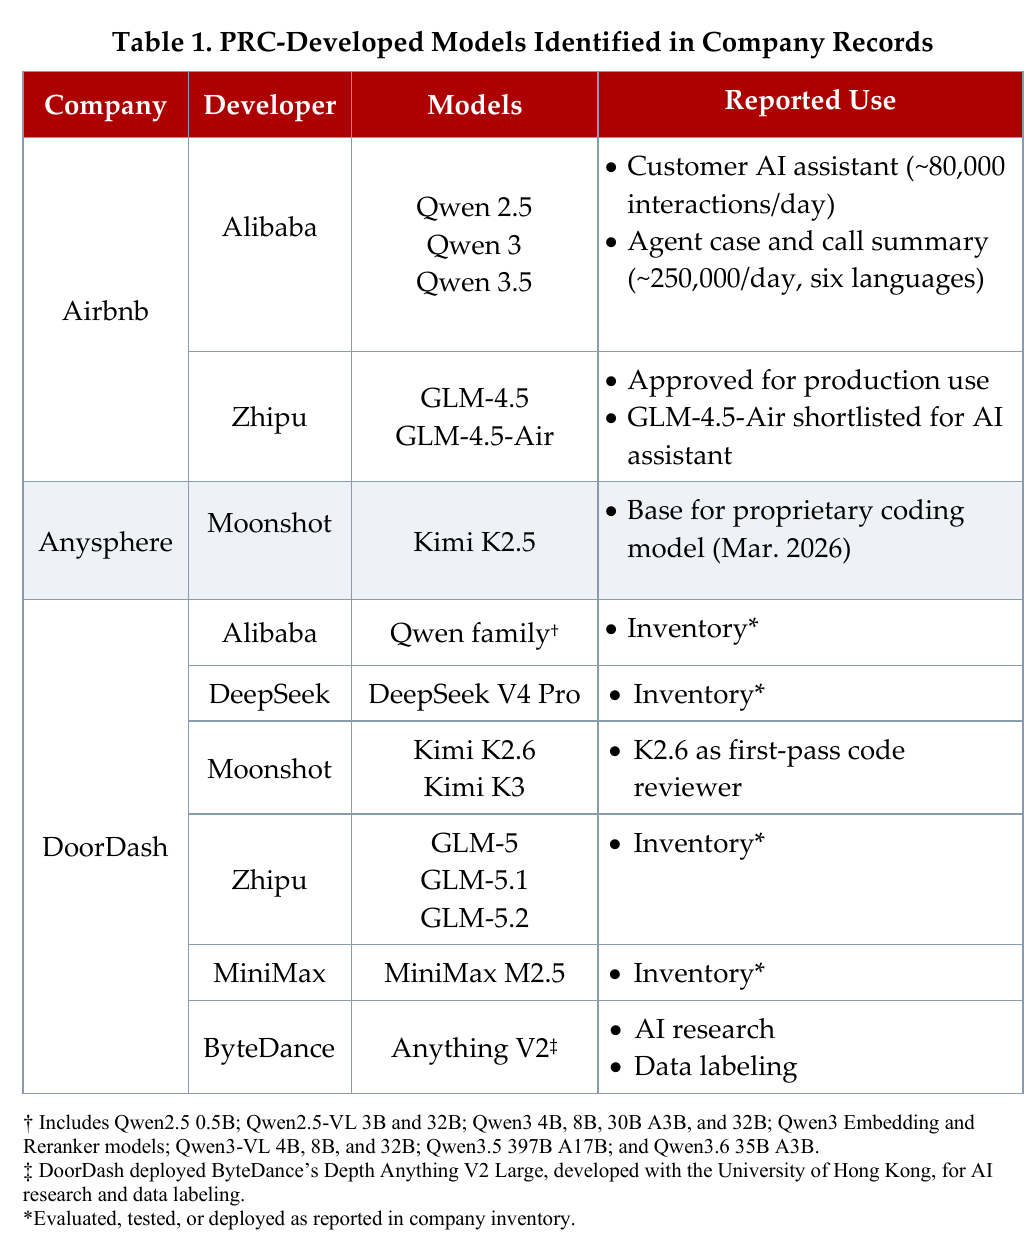 Table 1. PRC-Developed Models Identified in Company Records
Company Developer Models Reported Use
Airbnb
Alibaba
Qwen 2.5
Qwen 3
Qwen 3.5
• Customer AI assistant (~80,000
interactions/day)
• Agent case and call summary
(~250,000/day, six languages)
Zhipu
GLM-4.5
GLM-4.5-Air
• Approved for production use
• GLM-4.5-Air shortlisted for AI
assistant
Anysphere
Moonshot
Kimi K2.5
• Base for proprietary coding
model (Mar. 2026)
DoorDash
Alibaba
Qwen family†
• Inventory*
DeepSeek
DeepSeek V4 Pro
• Inventory*
Moonshot
Kimi K2.6
Kimi K3
• K2.6 as first-pass code
reviewer
Zhipu
GLM-5
GLM-5.1
GLM-5.2
• Inventory*
MiniMax
MiniMax M2.5
• Inventory*
ByteDance
Anything V2‡
• AI research
• Data labeling
† Includes Qwen2.5 0.5B; Qwen2.5-VL 3B and 32B; Qwen3 4B, 8B, 30B A3B, and 32B; Qwen3 Embedding and
Reranker models; Qwen3-VL 4B, 8B, and 32B; Qwen3.5 397B A17B; and Qwen3.6 35B A3B.
‡ DoorDash deployed ByteDance’s Depth Anything V2 Large, developed with the University of Hong Kong, for AI
research and data labeling.
*Evaluated, tested, or deployed as reported in company inventory.